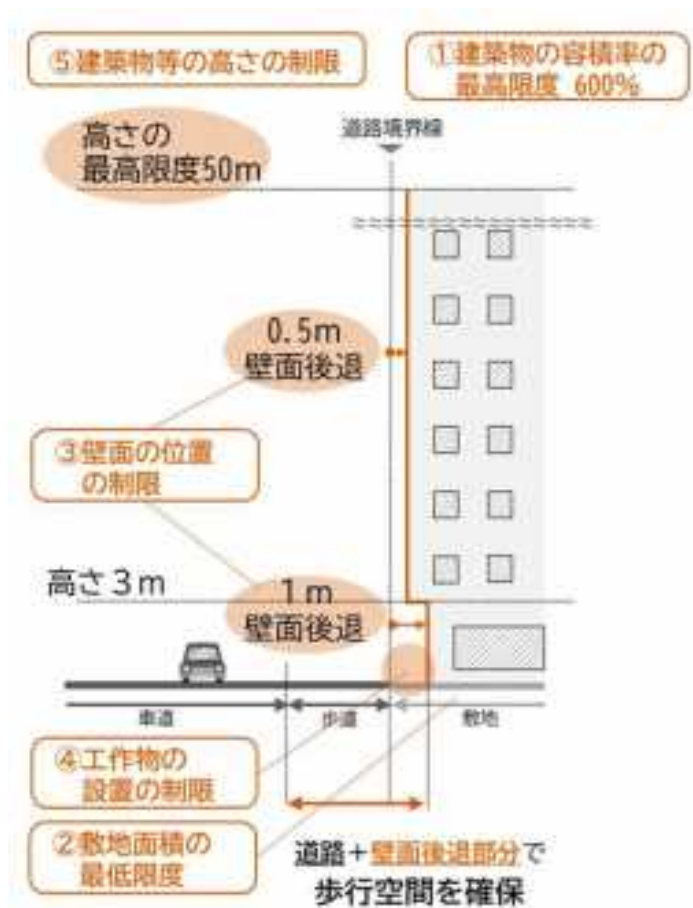 ⑤建築物等の高さの制限
①建築物の容積率の
最高限度 600%
道路境界線
高さの
最高限度50m
0.5m
壁面後退
③壁面の位置
の制限
高さ3m
1m
壁面後退
車道
歩道
敷地
④工作物の
設置の制限
②敷地面積の
最低限度
道路+壁面後退部分で
歩行空間を確保